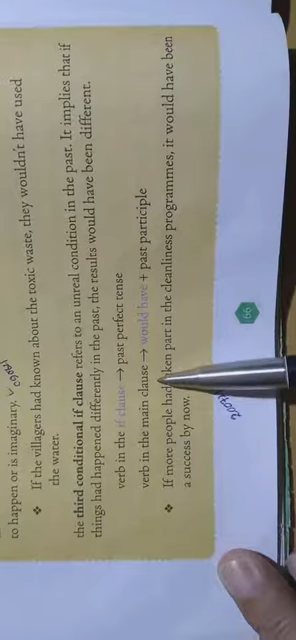 to happen or is imaginary.
❖ If the villagers had known about the toxic waste, they wouldn't have used
the water.
the third conditional if clause refers to an unreal condition in the past. It implies that if
things had happened differently in the past, the results would have been different.
verb in the if clause → past perfect tense
verb in the main clause → would have + past participle
❖ If more people had taken part in the cleanliness programmes, it would have been
a success by now.
66